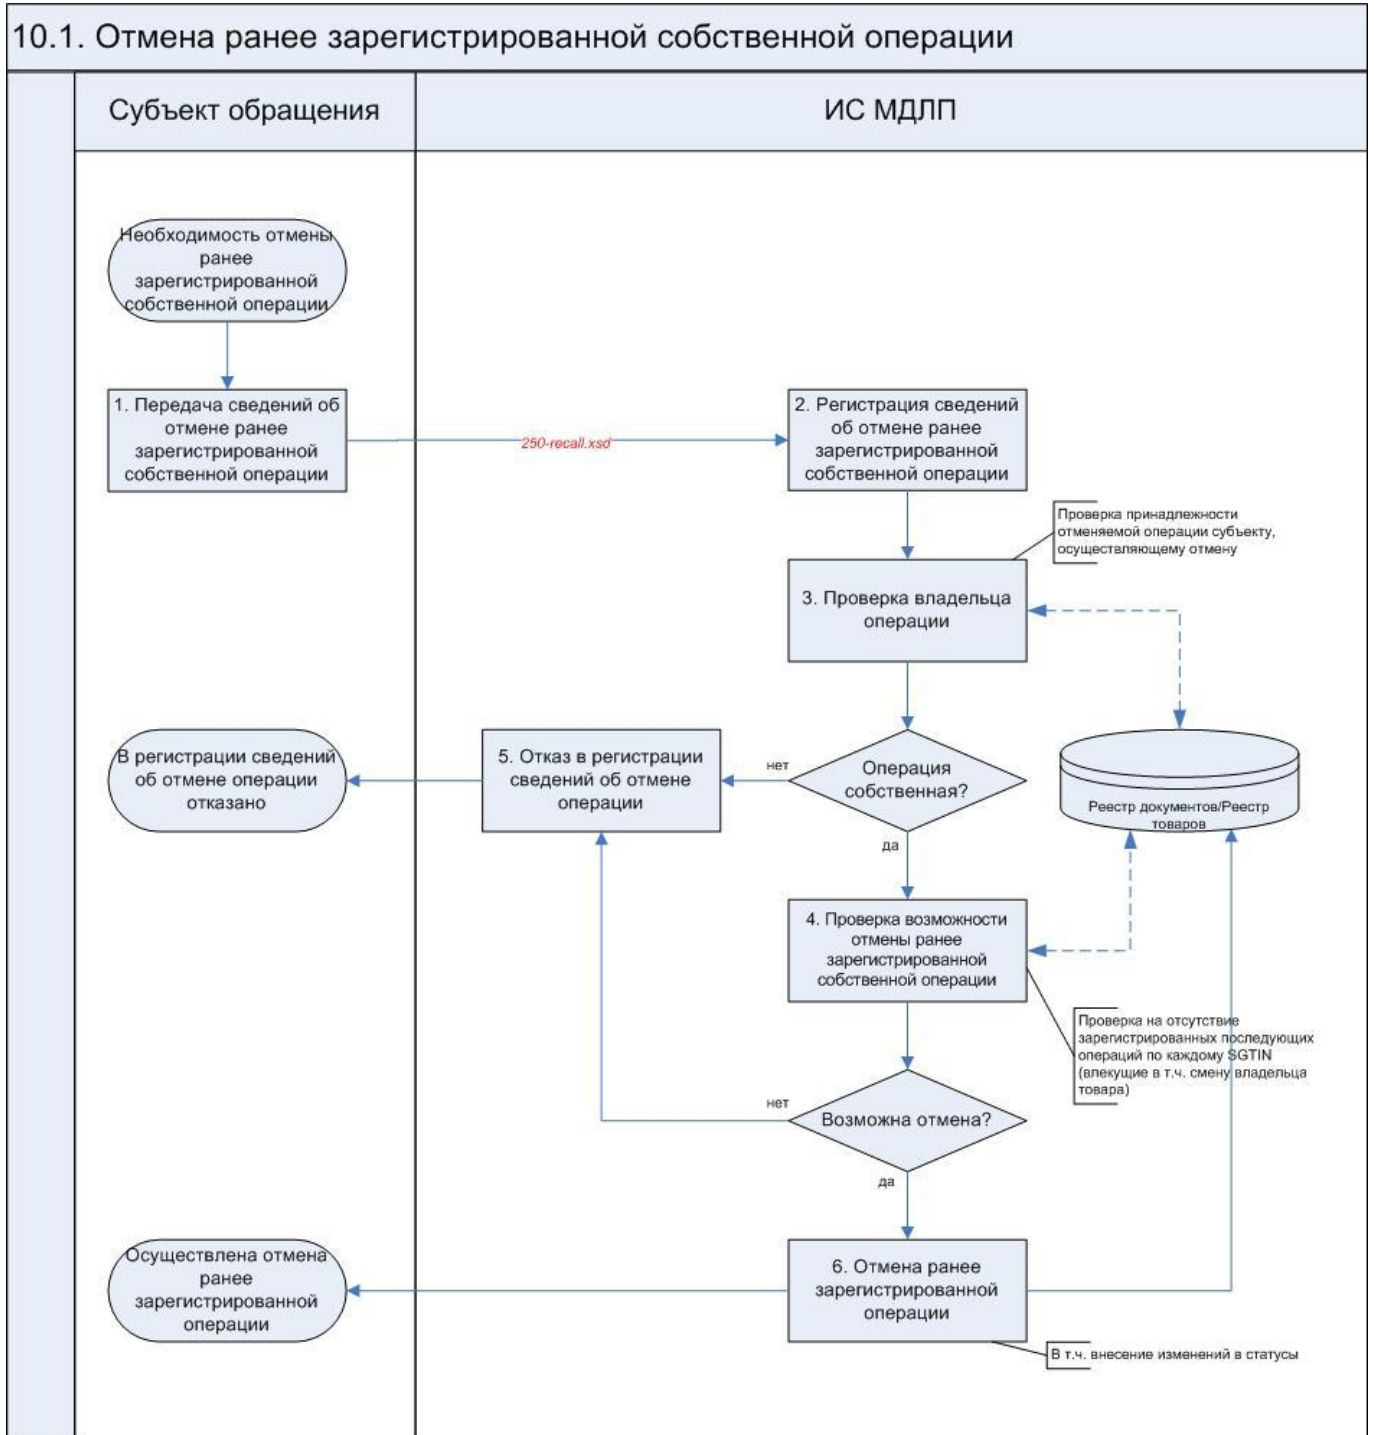 10.1. Отмена ранее зарегистрированной собственной операции
Субъект обращения
ИС МДЛП
Необходимость отмены
ранее
зарегистрированной
собственной операции
1. Передача сведений об
отмене ранее
зарегистрированной
собственной операции
250-recall.xsd
2. Регистрация сведений
об отмене ранее
зарегистрированной
собственной операции
Проверка принадлежности
отменяемой операции субъекту,
осуществляющему отмену
3. Проверка владельца
операции
В регистрации сведений
об отмене операции
отказано
5. Отказ в регистрации
сведений об отмене
операции
нет
Операция
собственная?
Реестр документов/Реестр
товаров
да
4. Проверка возможности
отмены ранее
зарегистрированной
собственной операции
Проверка на отсутствие
зарегистрированных последующих
операций по каждому SGTIN
(влекущие в т.ч. смену владельца
товара)
нет
Возможна отмена?
да
Осуществлена отмена
ранее
зарегистрированной
операции
6. Отмена ранее
зарегистрированной
операции
В т.ч. внесение изменений в статусы